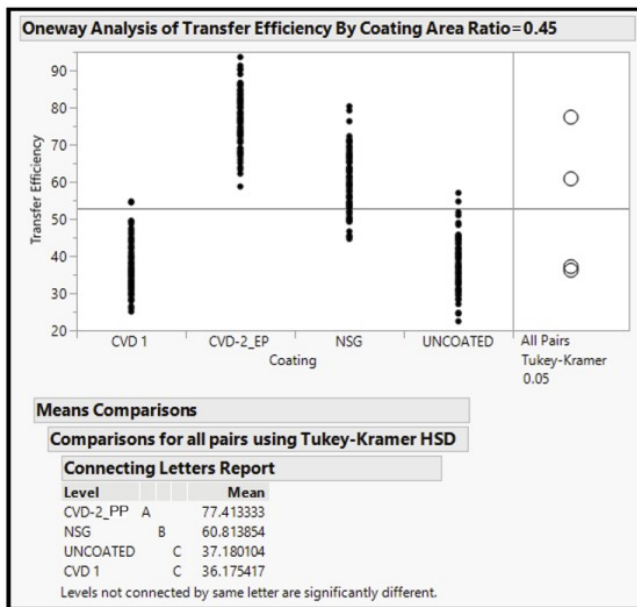 Oneway Analysis of Transfer Efficiency By Coating Area Ratio=0.45
90
80
70
60
50
40
30
20
Transfer Efficiency
CVD 1 CVD-2_EP NSG UNCOATED All Pairs
Coating Tukey-Kramer
0.05
Means Comparisons
Comparisons for all pairs using Tukey-Kramer HSD
Connecting Letters Report
Level Mean
CVD-2_PP A 77.413333
NSG B 60.813854
UNCOATED C 37.180104
CVD 1 C 36.175417
Levels not connected by same letter are significantly different.